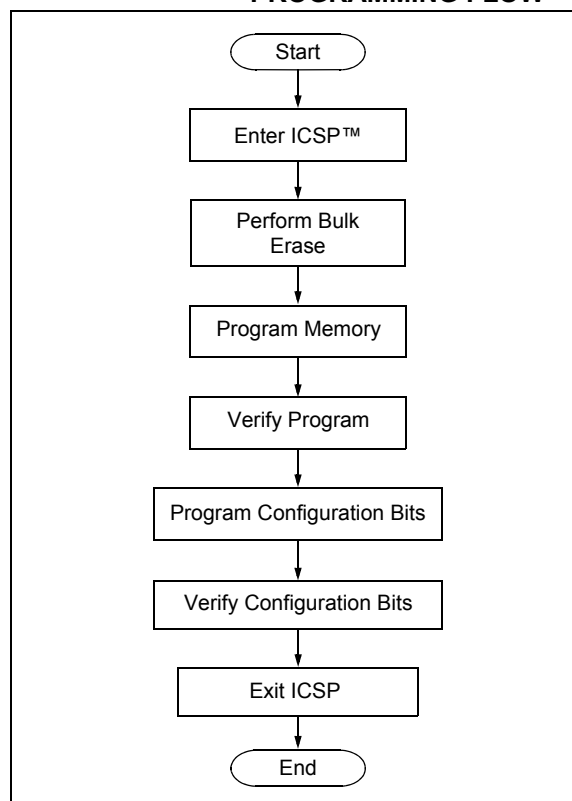 PROGRAMMING FLOW
Start
Enter ICSP™
Perform Bulk
Erase
Program Memory
Verify Program
Program Configuration Bits
Verify Configuration Bits
Exit ICSP
End